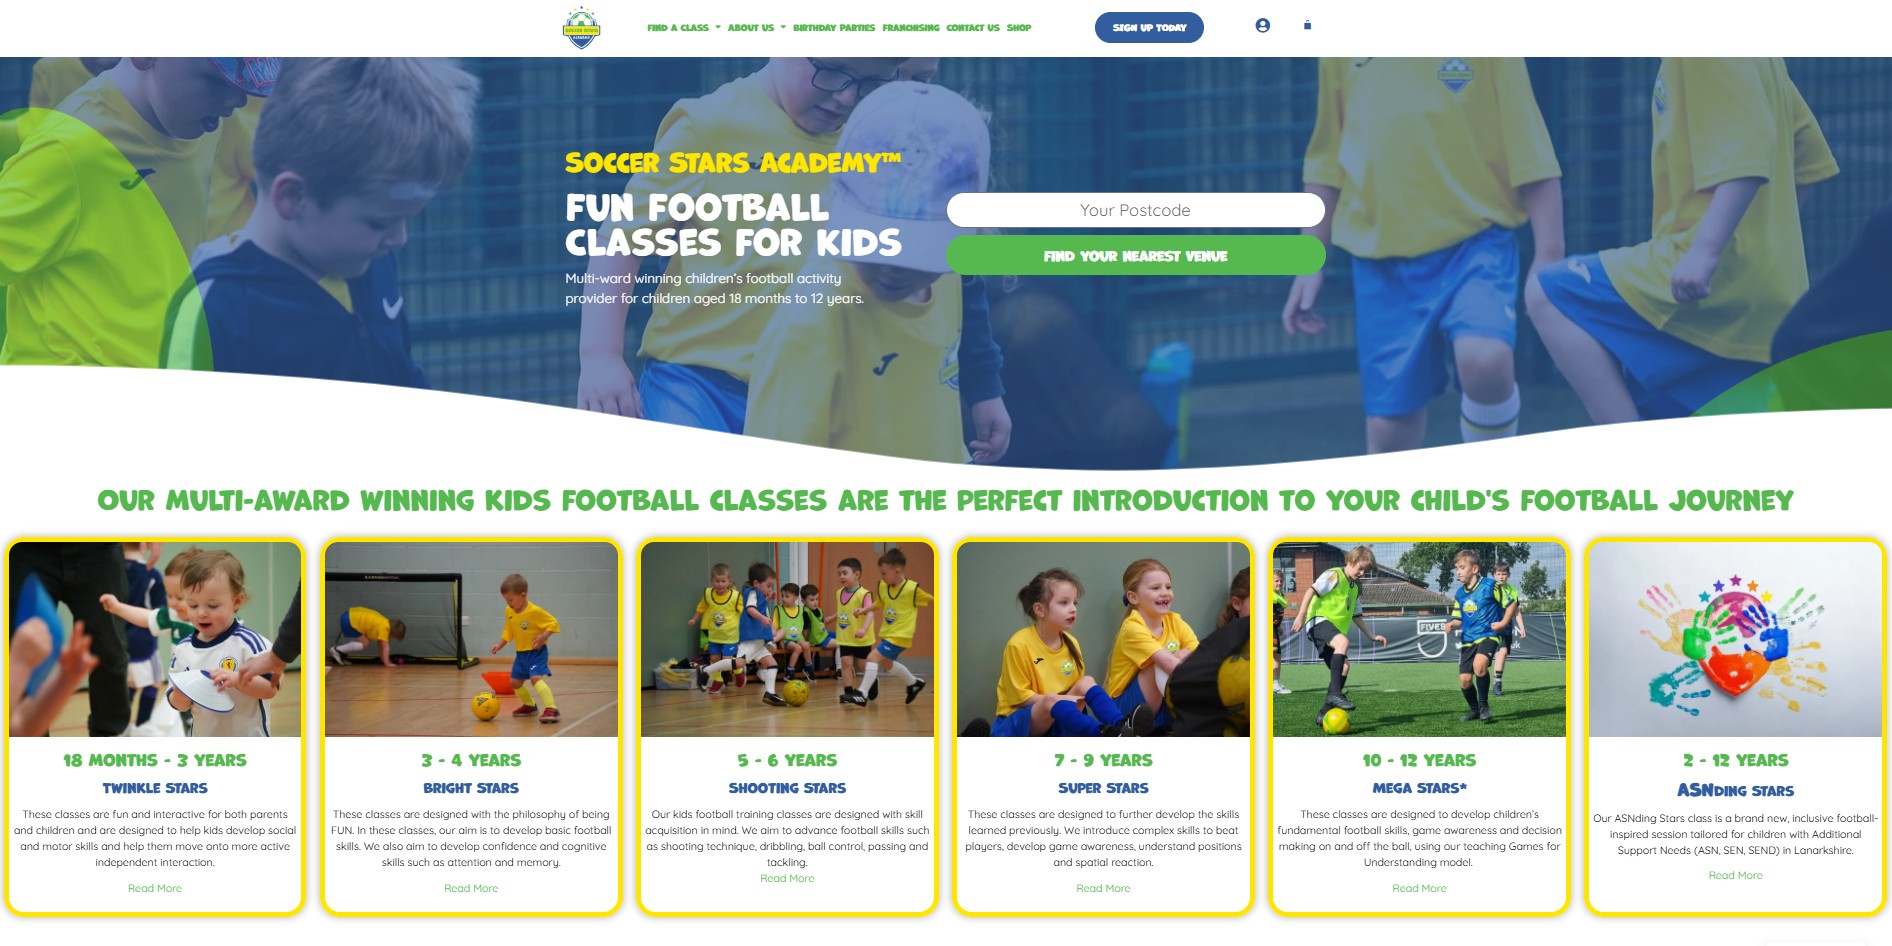 SOCCER STARS
ACADEMY
FIND A CLASS ABOUT US BIRTHDAY PARTIES FRANCHISING CONTACT US SHOP
SIGN UP TODAY
SOCCER STARS ACADEMY™
FUN FOOTBALL
CLASSES FOR KIDS
Multi-ward winning children's football activity
provider for children aged 18 months to 12 years.
Your Postcode
FIND YOUR NEAREST VENUE
OUR MULTI-AWARD WINNING KIDS FOOTBALL CLASSES ARE THE PERFECT INTRODUCTION TO YOUR CHILD'S FOOTBALL JOURNEY
18 MONTHS - 3 YEARS
TWINKLE STARS
These classes are fun and interactive for both parents
and children and are designed to help kids develop social
and motor skills and help them move onto more active
independent interaction.
Read More
3 - 4 YEARS
BRIGHT STARS
These classes are designed with the philosophy of being
FUN. In these classes, our aim is to develop basic football
skills. We also aim to develop confidence and cognitive
skills such as attention and memory.
Read More
5 - 6 YEARS
SHOOTING STARS
Our kids football training classes are designed with skill
acquisition in mind. We aim to advance football skills such
as shooting technique, dribbling, ball control, passing and
tackling.
Read More
7 - 9 YEARS
SUPER STARS
These classes are designed to further develop the skills
learned previously. We introduce complex skills to beat
players, develop game awareness, understand positions
and spatial reaction.
Read More
FIVES
10 - 12 YEARS
MEGA STARS*
These classes are designed to develop children's
fundamental football skills, game awareness and decision
making on and off the ball, using our teaching Games for
Understanding model.
Read More
2 - 12 YEARS
ASNDING STARS
Our ASNding Stars class is a brand new, inclusive football-
inspired session tailored for children with Additional
Support Needs (ASN, SEN, SEND) in Lanarkshire.
Read More